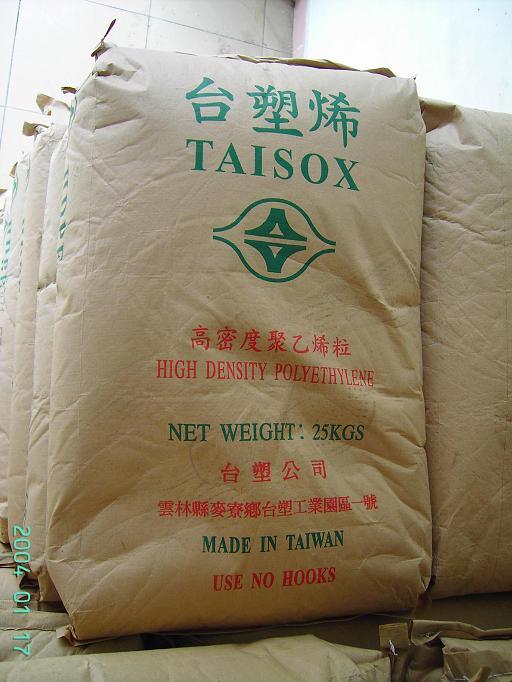 台塑烯
TAISOX
高密度聚乙烯粒
HIGH DENSITY POLYETHYLENE
NET WEIGHT: 25KGS
台塑公司
雲林縣麥寮鄉台塑工業園區一號
MADE IN TAIWAN
USE NO HOOKS
2004 01 17